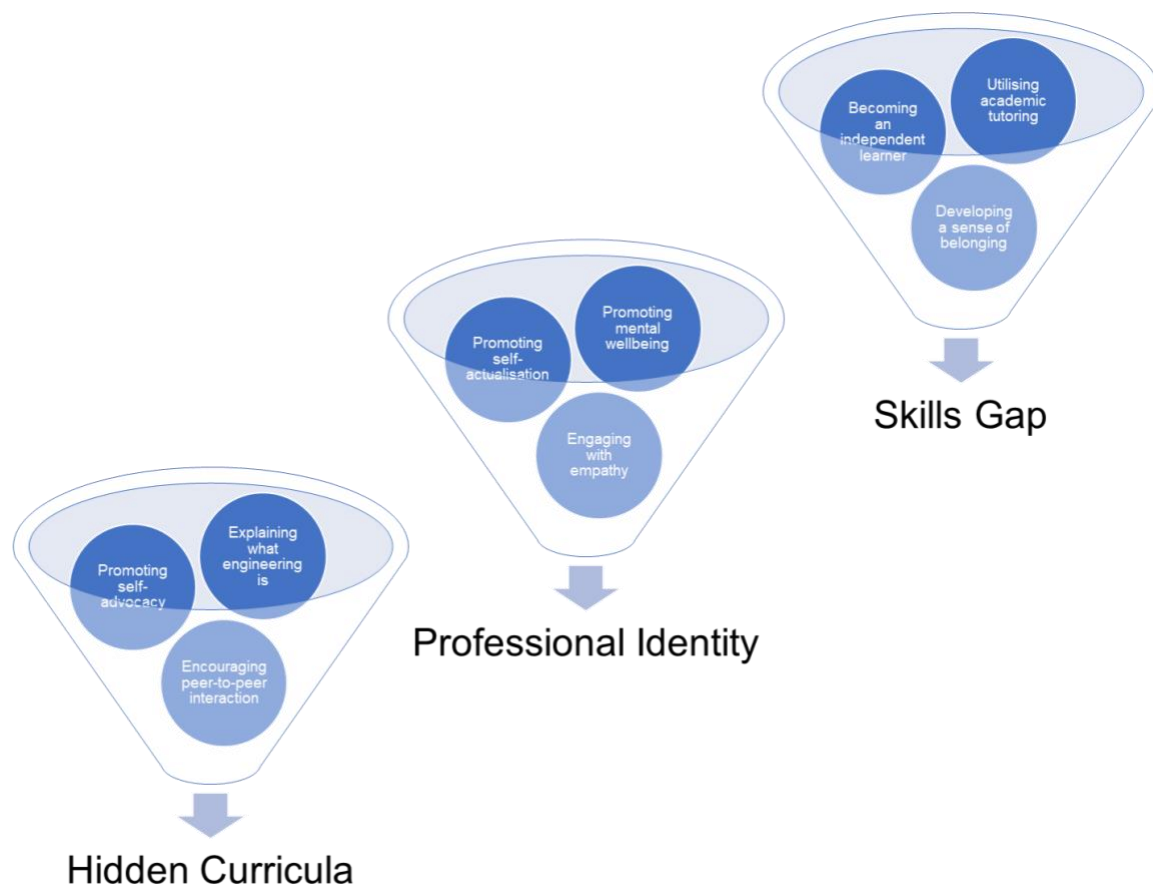 Becoming
an
independent
learner
Utilising
academic
tutoring
Developing
a sense of
belonging
Skills Gap
Promoting
self-
actualisation
Promoting
mental
wellbeing
Engaging
with
empathy
Professional Identity
Promoting
self-
advocacy
Explaining
what
engineering
is
Encouraging
peer-to-peer
interaction
Hidden Curricula